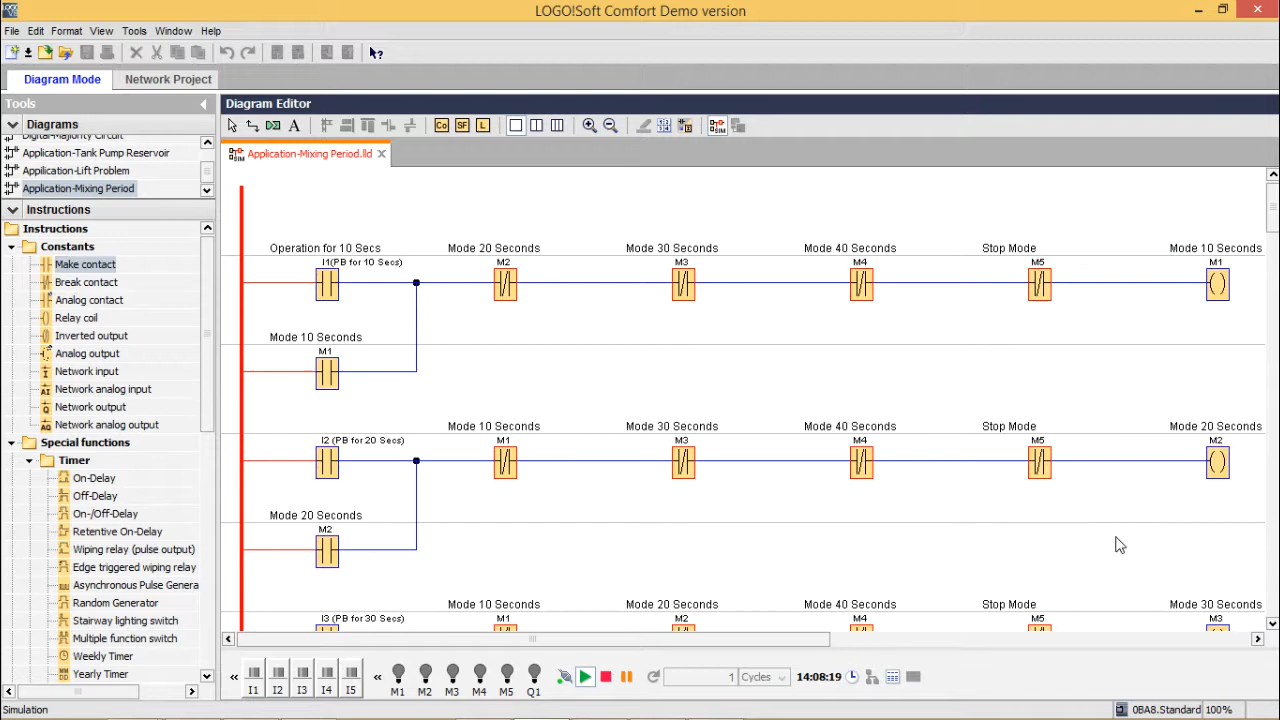 LOGO!Soft Comfort Demo version
File Edit Format View Tools Window Help
Diagram Mode Network Project
Tools
Diagram Editor
Diagrams
Digital-Majority Circuit
Application-Tank Pump Reservoir
Appilication-Lift Problem
Application-Mixing Period
Co SF L
Application-Mixing Period.lld
Instructions
Instructions
Constants
Make contact
Break contact
Analog contact
Relay coil
Inverted output
Analog output
Network input
Network analog input
Network output
Network analog output
Special functions
Timer
On-Delay
Off-Delay
On-/Off-Delay
Retentive On-Delay
Wiping relay (pulse output)
Edge triggered wiping relay
Asynchronous Pulse Genera
Random Generator
Stairway lighting switch
Multiple function switch
Weekly Timer
Yearly Timer
Operation for 10 Secs Mode 20 Seconds Mode 30 Seconds Mode 40 Seconds Stop Mode Mode 10 Seconds
I1(PB for 10 Secs) M2 M3 M4 M5 M1
Mode 10 Seconds
M1
Mode 10 Seconds Mode 30 Seconds Mode 40 Seconds Stop Mode Mode 20 Seconds
I2 (PB for 20 Secs) M1 M3 M4 M5 M2
Mode 20 Seconds
M2
Mode 10 Seconds Mode 20 Seconds Mode 40 Seconds Stop Mode Mode 30 Seconds
I3 (PB for 30 Secs) M1 M2 M4 M5 M3
I1 I2 I3 I4 I5 M1 M2 M3 M4 M5 Q1 1 Cycles 14:08:19
Simulation 0BA8.Standard 100%